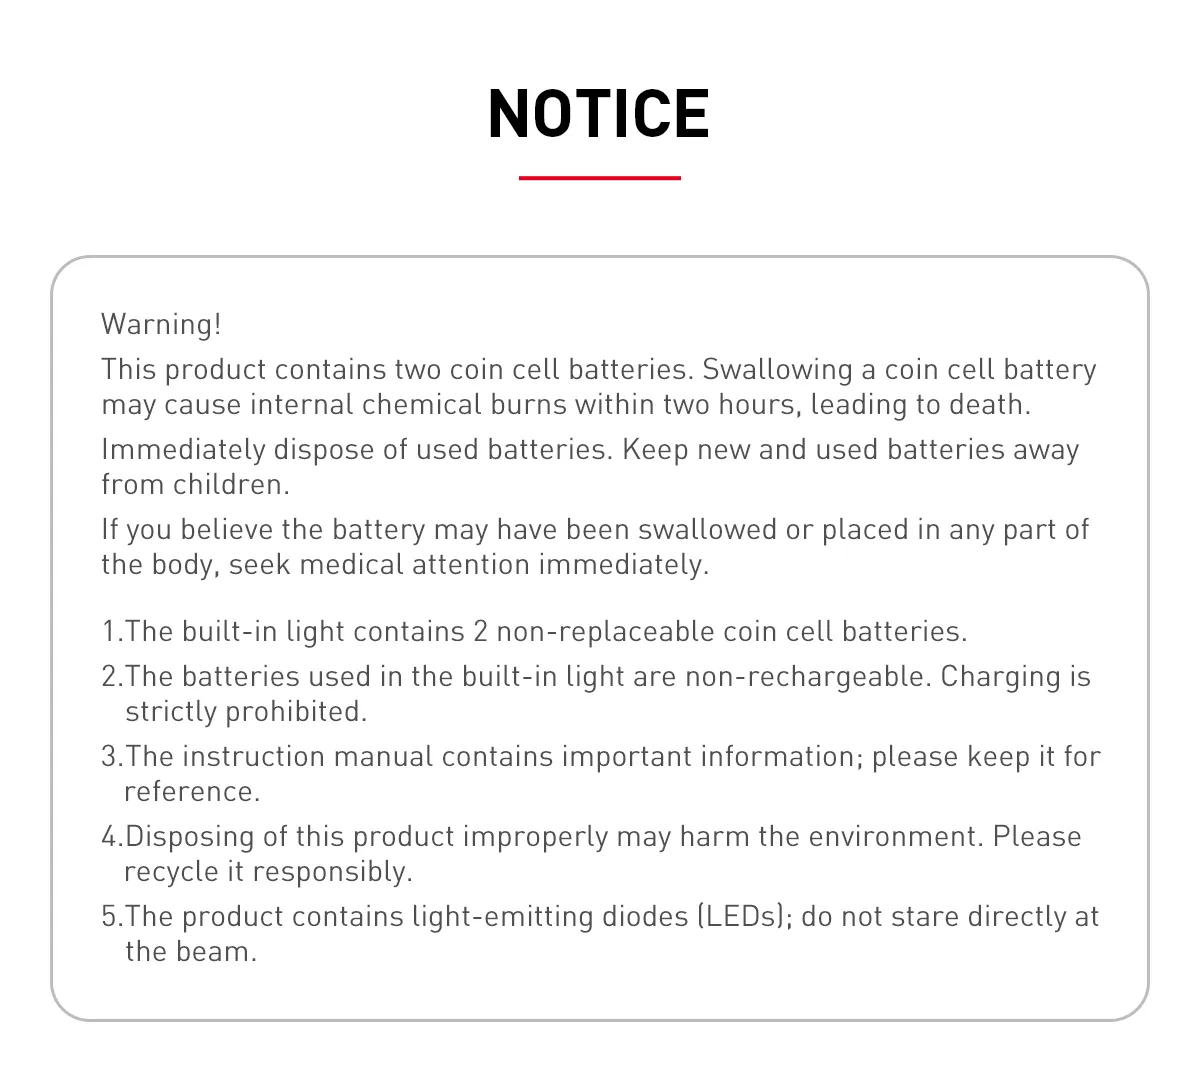 NOTICE
Warning!
This product contains two coin cell batteries. Swallowing a coin cell battery
may cause internal chemical burns within two hours, leading to death.
Immediately dispose of used batteries. Keep new and used batteries away
from children.
If you believe the battery may have been swallowed or placed in any part of
the body, seek medical attention immediately.
1.The built-in light contains 2 non-replaceable coin cell batteries.
2.The batteries used in the built-in light are non-rechargeable. Charging is
strictly prohibited.
3.The instruction manual contains important information; please keep it for
reference.
4.Disposing of this product improperly may harm the environment. Please
recycle it responsibly.
5.The product contains light-emitting diodes (LEDs); do not stare directly at
the beam.